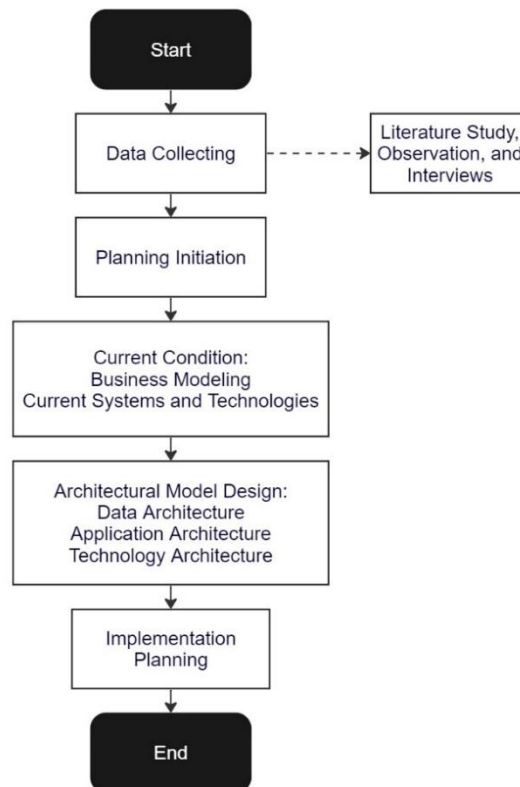 Start
Data Collecting
Literature Study,
Observation, and
Interviews
Planning Initiation
Current Condition:
Business Modeling
Current Systems and Technologies
Architectural Model Design:
Data Architecture
Application Architecture
Technology Architecture
Implementation
Planning
End